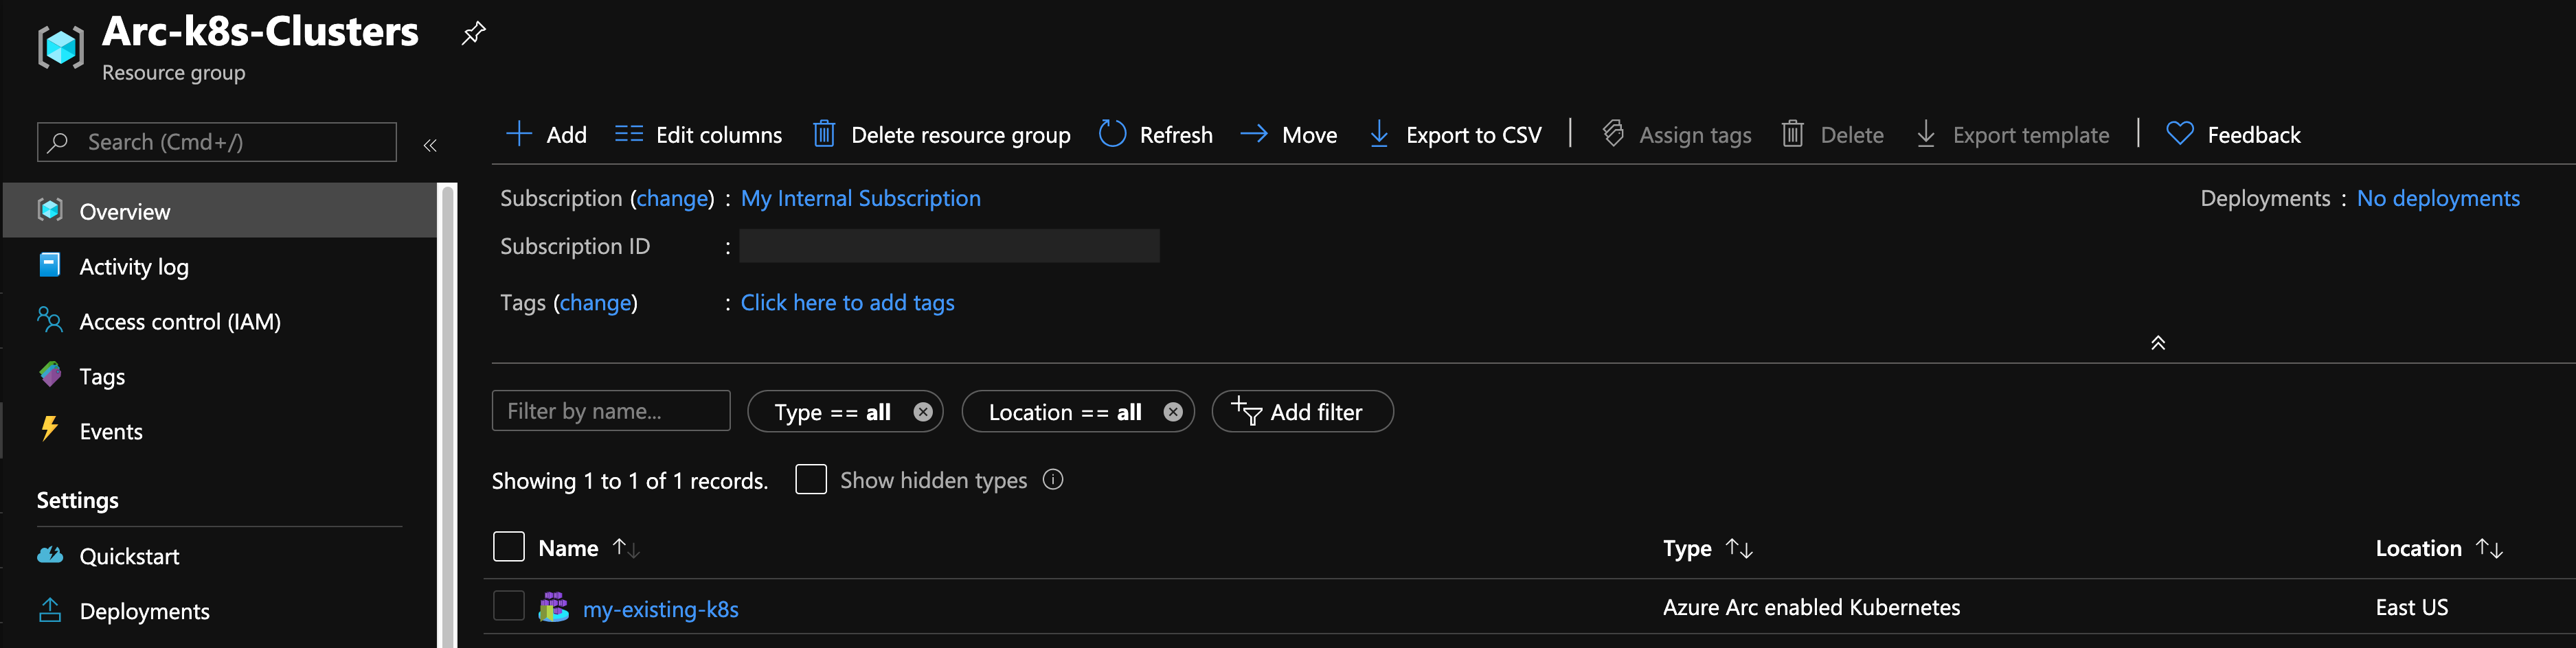 Arc-k8s-Clusters
Resource group
Search (Cmd+/)
«
Overview
Activity log
Access control (IAM)
Tags
Events
Settings
Quickstart
Deployments
Add
Edit columns
Delete resource group
Refresh
Move
Export to CSV
Assign tags
Delete
Export template
Feedback
Subscription (change) : My Internal Subscription
Deployments : No deployments
Subscription ID :
Tags (change) : Click here to add tags
Filter by name...
Type == all
Location == all
Add filter
Showing 1 to 1 of 1 records.
Show hidden types
Name ↑↓
Type ↑↓
Location ↑↓
my-existing-k8s
Azure Arc enabled Kubernetes
East US